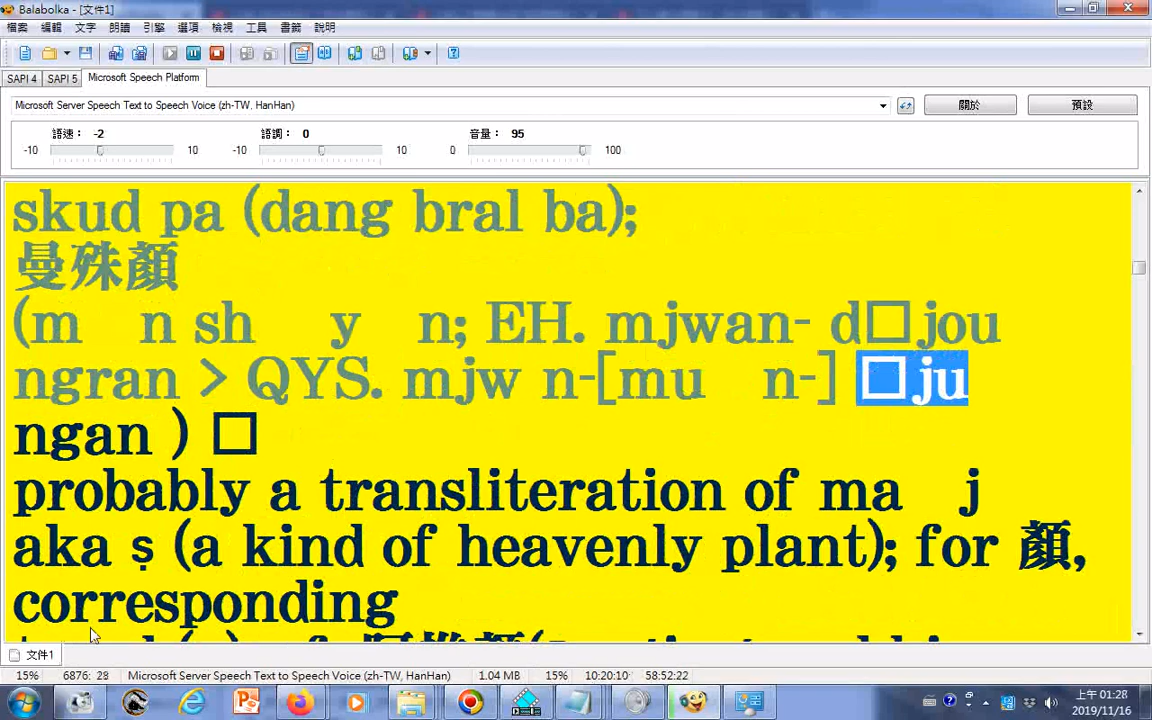 Balabolka - [文件1]
檔案 編輯 文字 朗讀 引擎 選項 檢視 工具 書籤 說明
SAPI 4 SAPI 5 Microsoft Speech Platform
Microsoft Server Speech Text to Speech Voice (zh-TW, HanHan) 關於 預設
語速： -2 語調： 0 音量： 95
-10 10 -10 10 0 100
skud pa (dang bral ba);
曼殊顏
(m n sh y n; EH. mjwan- d□jou
ngran > QYS. mjw n-[mu n-] □ju
ngan ) □
probably a transliteration of ma j
aka ṣ (a kind of heavenly plant); for 顏,
corresponding
文件1
15% 6876: 28 Microsoft Server Speech Text to Speech Voice (zh-TW, HanHan) 1.04 MB 15% 10:20:10 58:52:22
上午 01:28
2019/11/16